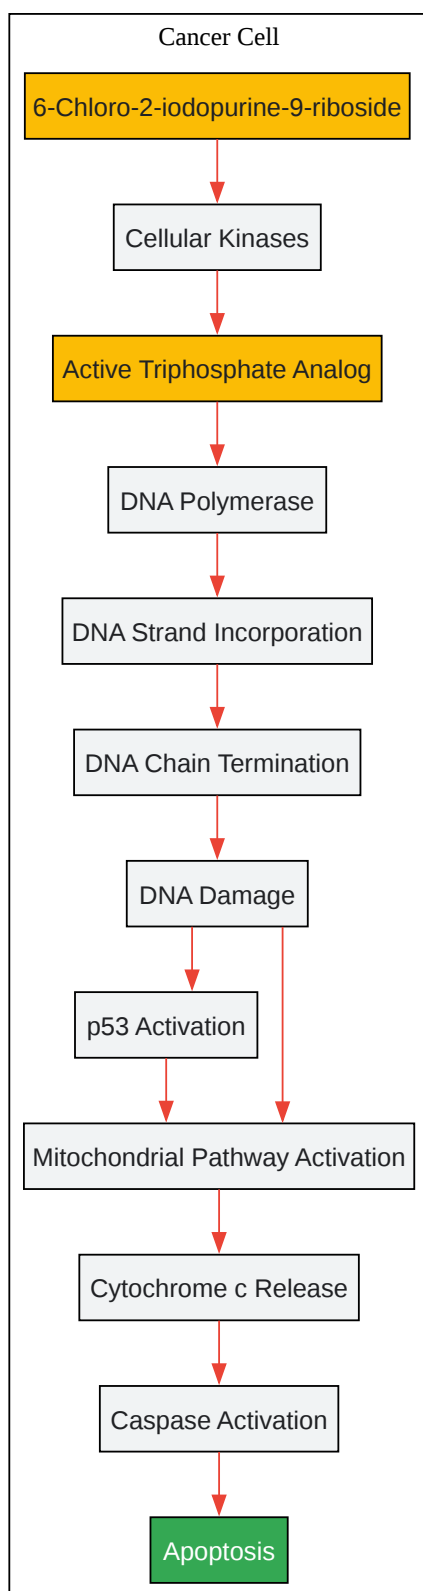 Cancer Cell
6-Chloro-2-iodopurine-9-riboside
Cellular Kinases
Active Triphosphate Analog
DNA Polymerase
DNA Strand Incorporation
DNA Chain Termination
DNA Damage
p53 Activation
Mitochondrial Pathway Activation
Cytochrome c Release
Caspase Activation
Apoptosis